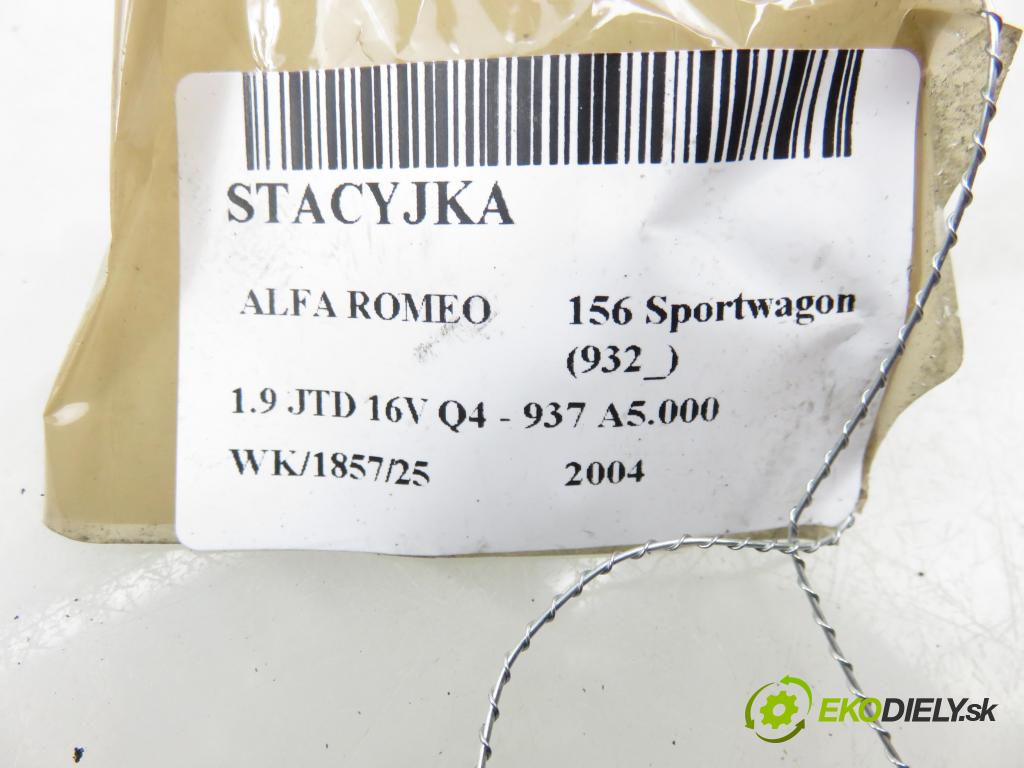 STACYJKA
ALFA ROMEO 156 Sportwagon
(932_)
1.9 JTD 16V Q4 - 937 A5.000
WK/1857/25 2004
EKODIELY.sk